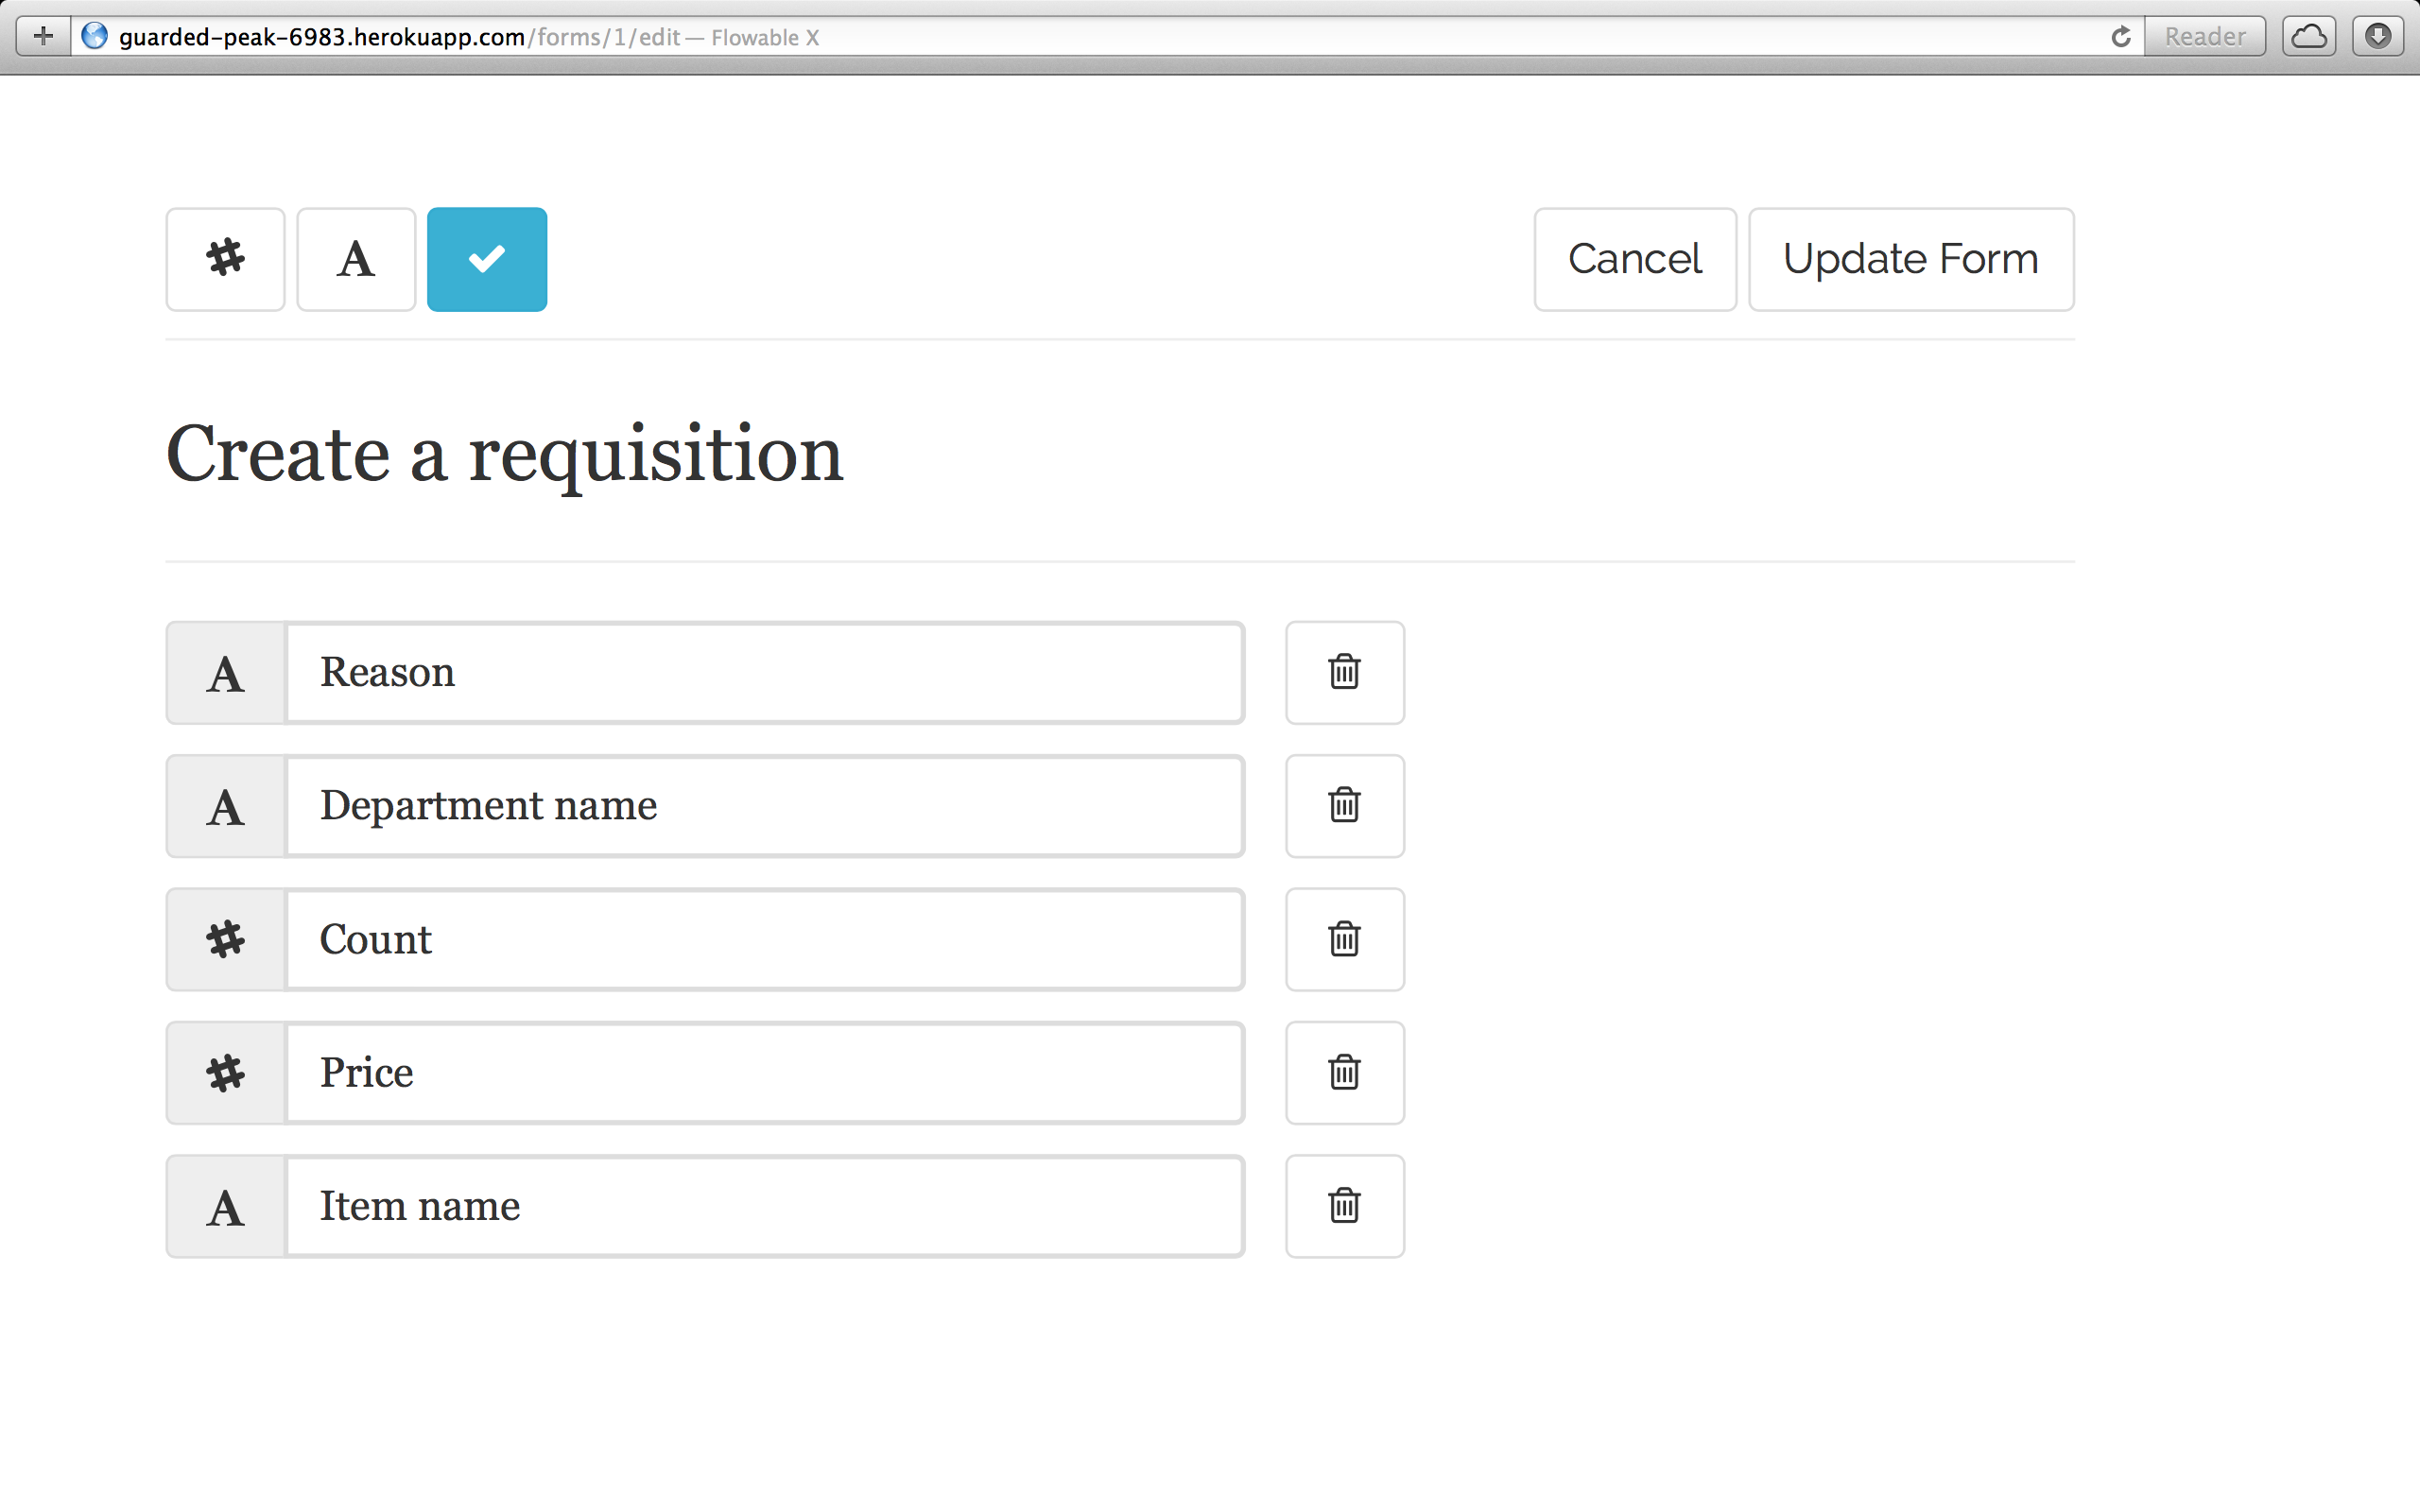 guarded-peak-6983.herokuapp.com/forms/1/edit — Flowable X
Reader
# A
Cancel Update Form
Create a requisition
A Reason
A Department name
# Count
# Price
A Item name